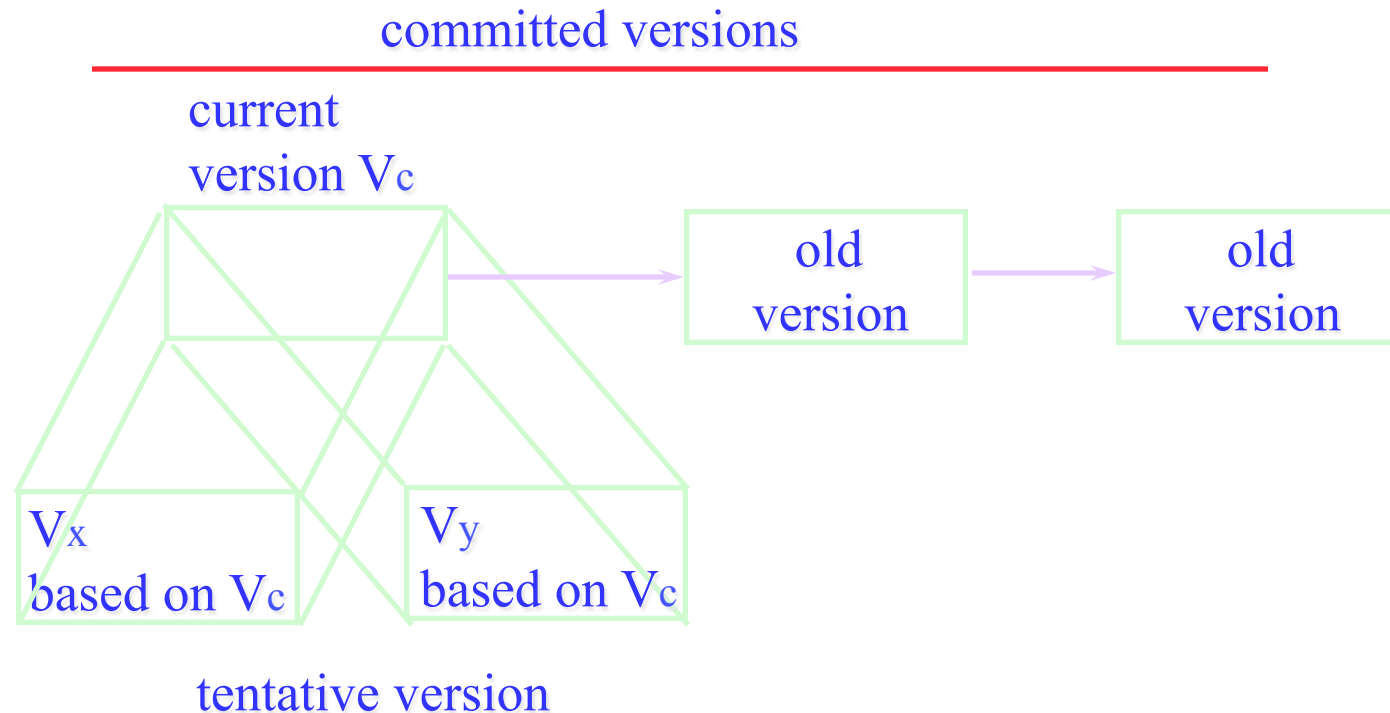 committed versions
current
version Vc
old
version
old
version
Vx
based on Vc
Vy
based on Vc
tentative version